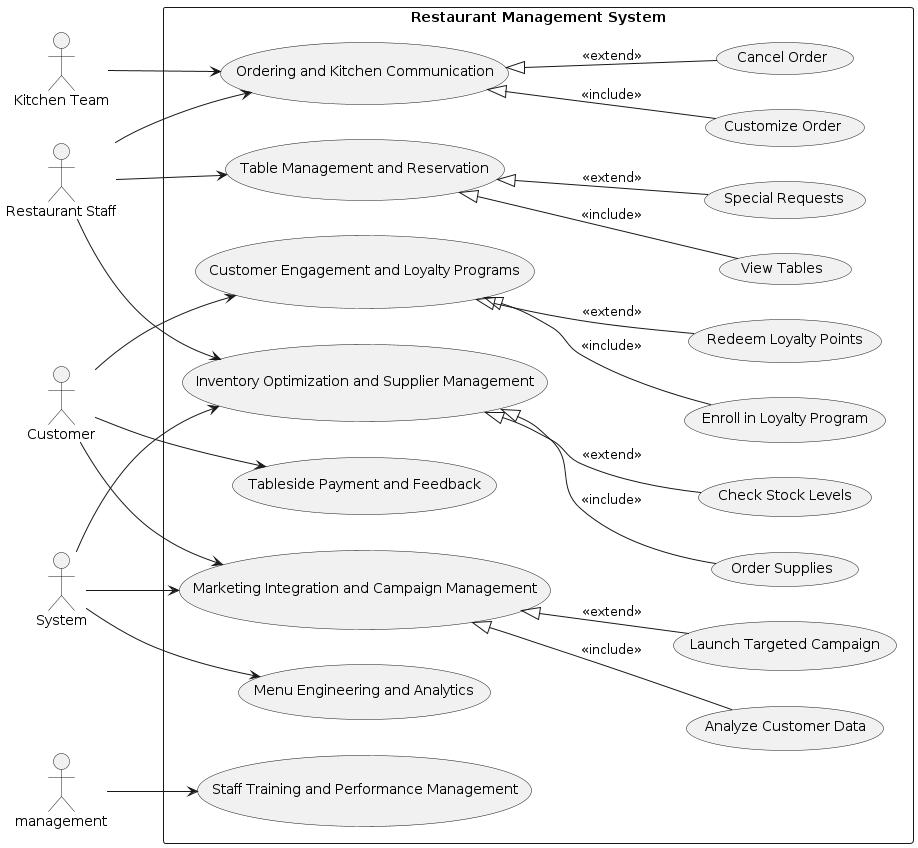 Restaurant Management System
Kitchen Team
Restaurant Staff
Customer
System
management
Ordering and Kitchen Communication
Table Management and Reservation
Customer Engagement and Loyalty Programs
Inventory Optimization and Supplier Management
Tableside Payment and Feedback
Marketing Integration and Campaign Management
Menu Engineering and Analytics
Staff Training and Performance Management
«extend»
Cancel Order
«include»
Customize Order
«extend»
Special Requests
«include»
View Tables
«extend»
Redeem Loyalty Points
«include»
Enroll in Loyalty Program
«extend»
Check Stock Levels
«include»
Order Supplies
«extend»
Launch Targeted Campaign
«include»
Analyze Customer Data